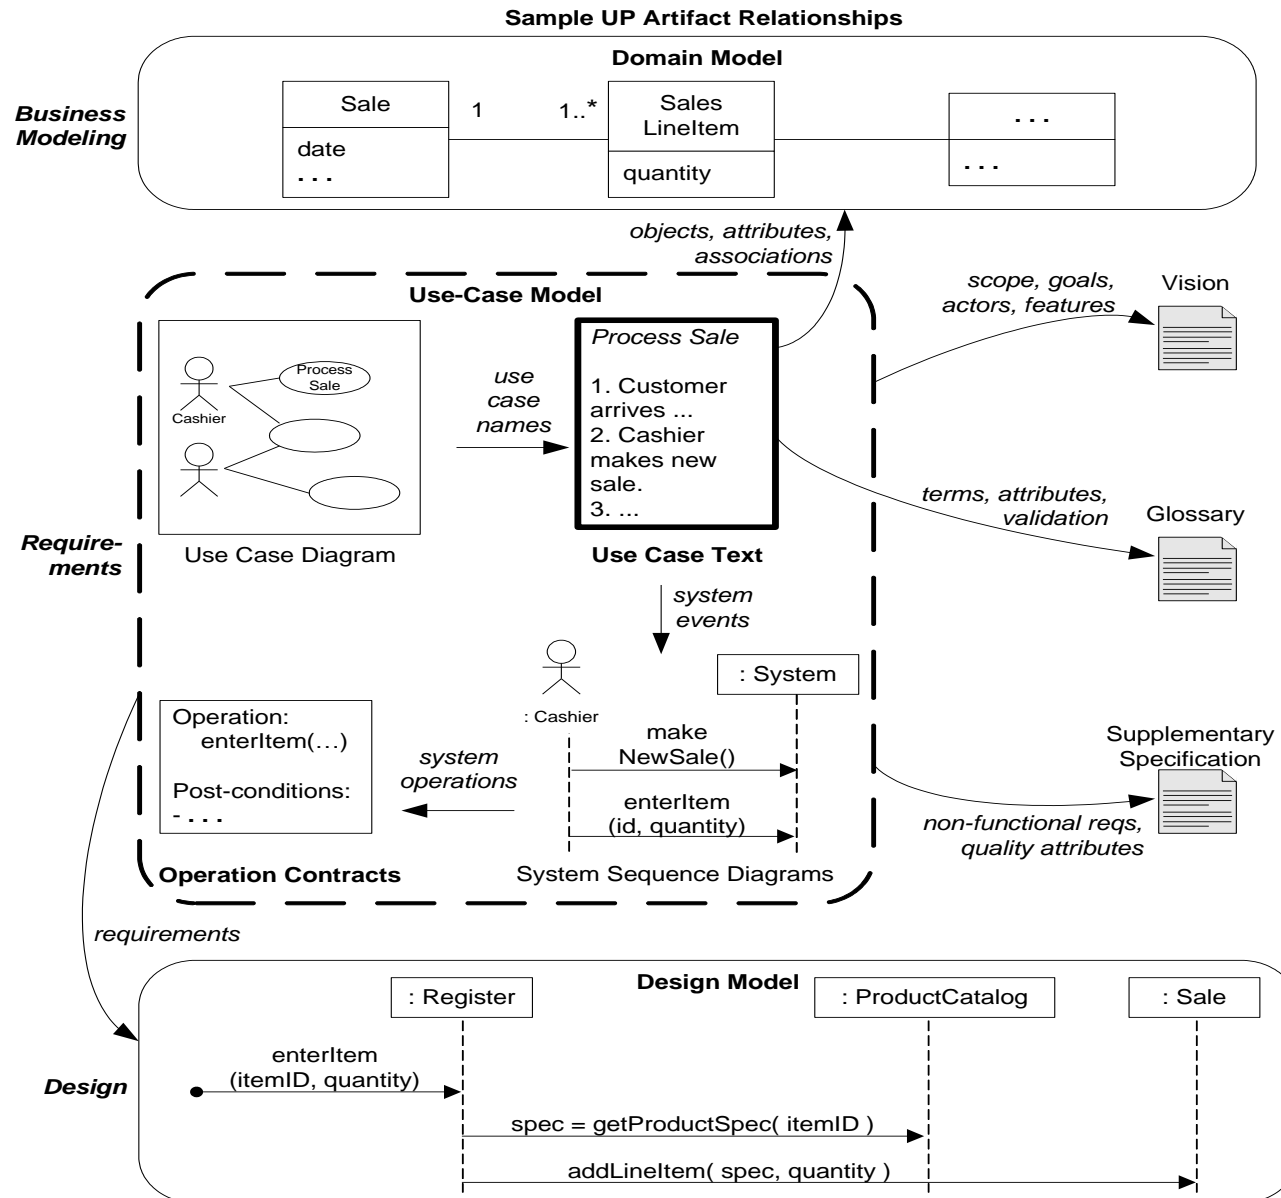 Sample UP Artifact Relationships
Domain Model
Business
Modeling
Sale
date
. . .
1
1..*
Sales
LineItem
quantity
. . .
. . .
objects, attributes,
associations
Use-Case Model
Process
Sale
Cashier
Use Case Diagram
use
case
names
Process Sale
1. Customer
arrives ...
2. Cashier
makes new
sale.
3. ...
Use Case Text
scope, goals,
actors, features
Vision
terms, attributes,
validation
Glossary
Require-
ments
system
events
: Cashier
: System
make
NewSale()
enterItem
(id, quantity)
System Sequence Diagrams
system
operations
Operation:
enterItem(…)
Post-conditions:
- . . .
Operation Contracts
Supplementary
Specification
non-functional reqs,
quality attributes
requirements
Design Model
Design
: Register
: ProductCatalog
: Sale
enterItem
(itemID, quantity)
spec = getProductSpec( itemID )
addLineItem( spec, quantity )